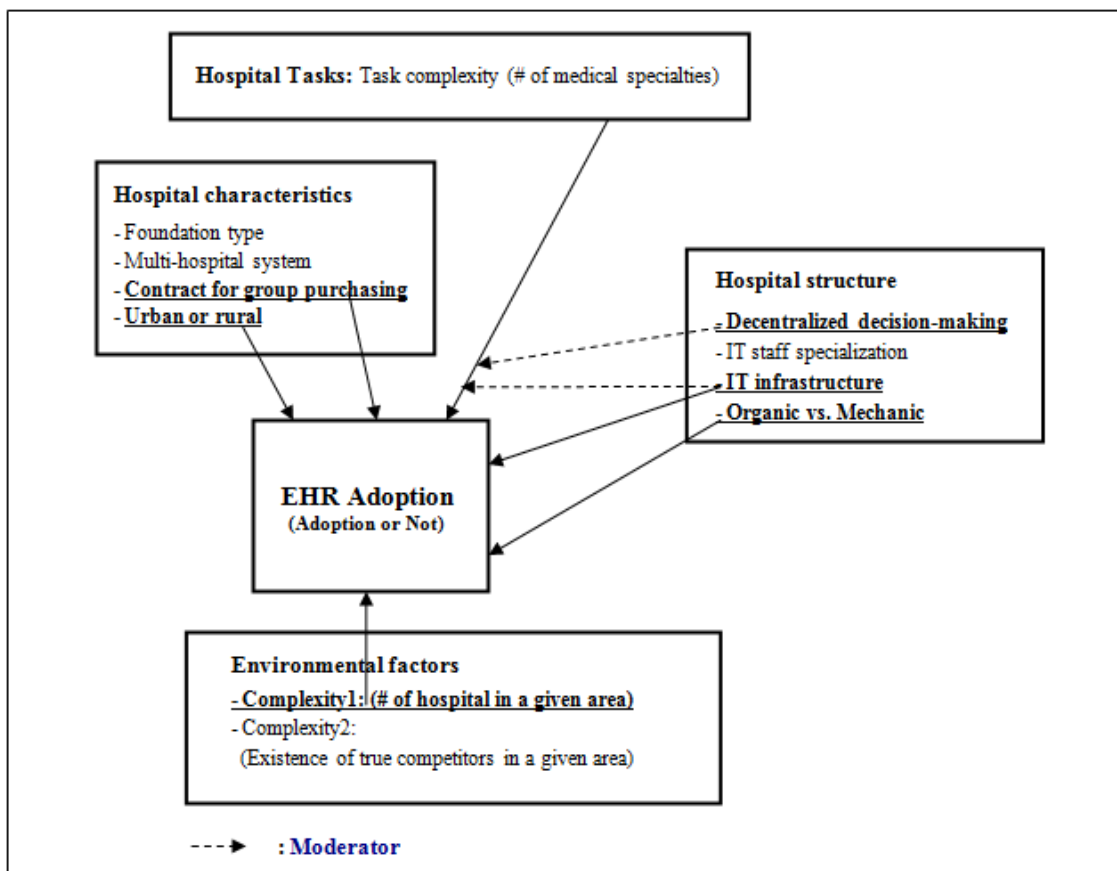 Hospital Tasks: Task complexity (# of medical specialties)
Hospital characteristics
- Foundation type
- Multi-hospital system
- Contract for group purchasing
- Urban or rural
Hospital structure
- Decentralized decision-making
- IT staff specialization
- IT infrastructure
- Organic vs. Mechanic
EHR Adoption
(Adoption or Not)
Environmental factors
- Complexity1: (# of hospital in a given area)
- Complexity2:
(Existence of true competitors in a given area)
: Moderator